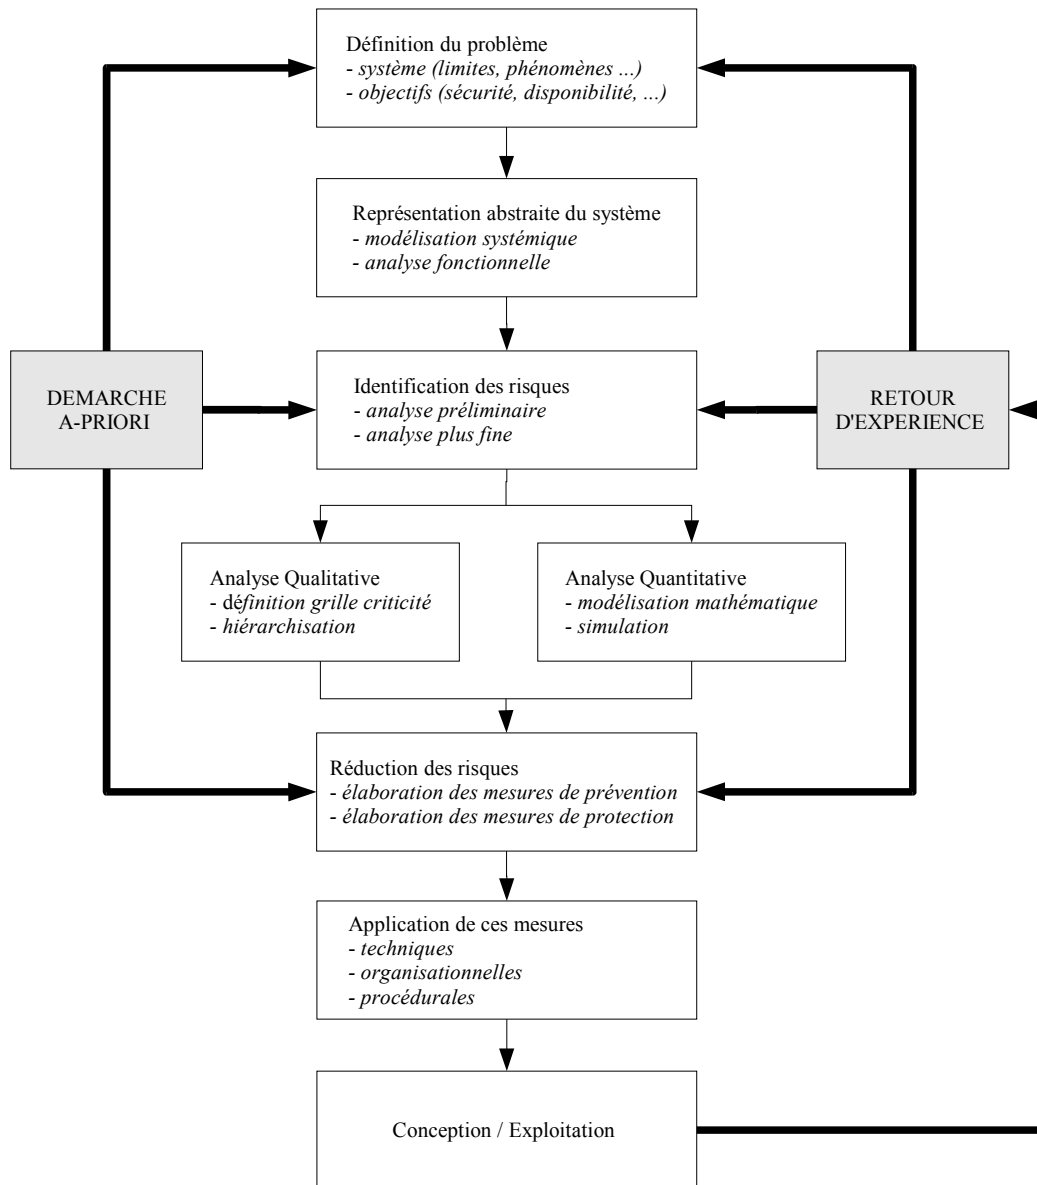 Définition du problème
- système (limites, phénomènes ...)
- objectifs (sécurité, disponibilité, ...)
Représentation abstraite du système
- modélisation systémique
- analyse fonctionnelle
DEMARCHE
A-PRIORI
Identification des risques
- analyse préliminaire
- analyse plus fine
RETOUR
D'EXPERIENCE
Analyse Qualitative
- définition grille criticité
- hiérarchisation
Analyse Quantitative
- modélisation mathématique
- simulation
Réduction des risques
- élaboration des mesures de prévention
- élaboration des mesures de protection
Application de ces mesures
- techniques
- organisationnelles
- procédurales
Conception / Exploitation